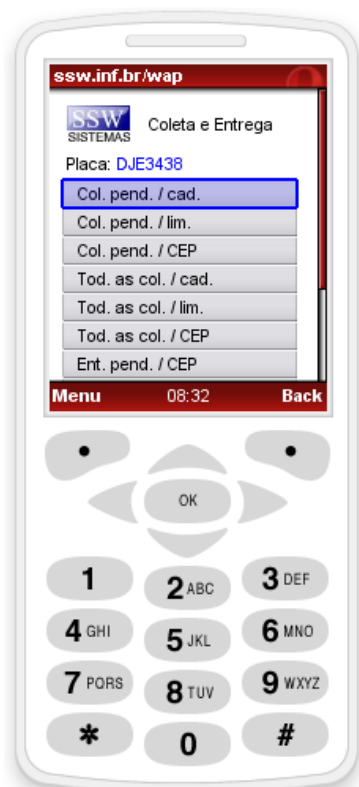 ssw.inf.br/wap
SSW
SISTEMAS
Coleta e Entrega
Placa: DJE3438
Col. pend. / cad.
Col. pend. / lim.
Col. pend. / CEP
Tod. as col. / cad.
Tod. as col. / lim.
Tod. as col. / CEP
Ent. pend. / CEP
Menu 08:32 Back
OK
1 2 ABC 3 DEF
4 GHI 5 JKL 6 MNO
7 PQRS 8 TUV 9 WXYZ
* 0 #